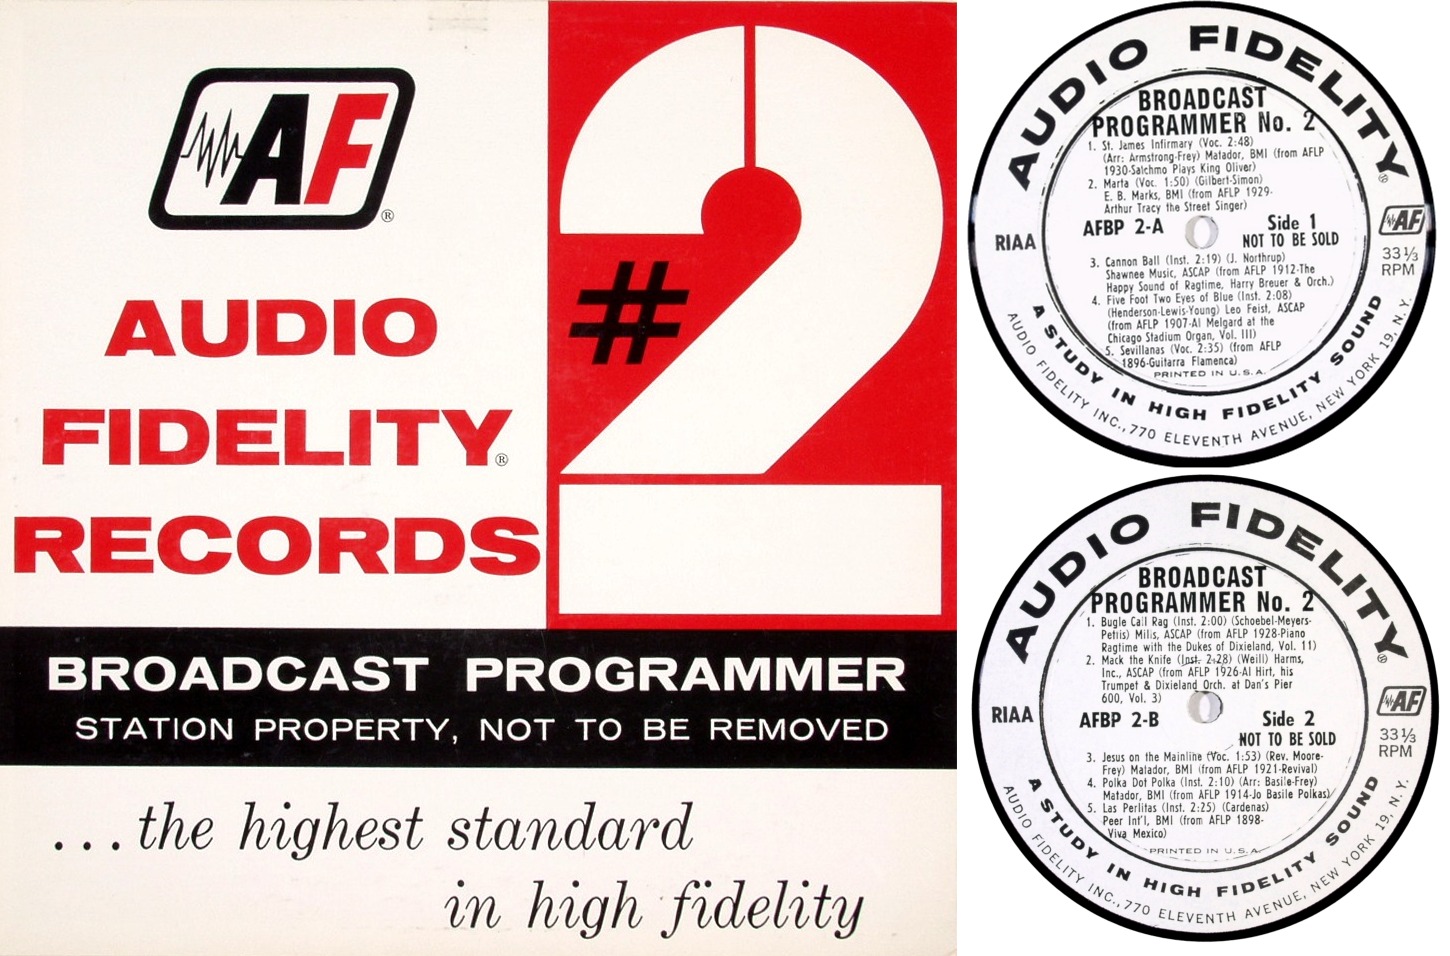 AF®
AUDIO
FIDELITY®
RECORDS
#2
BROADCAST PROGRAMMER
STATION PROPERTY, NOT TO BE REMOVED
...the highest standard
in high fidelity
AUDIO FIDELITY®
BROADCAST
PROGRAMMER No. 2
1. St. James Infirmary (Voc. 2:48)
(Arr: Armstrong-Frey) Matador, BMI (from AFLP
1930-Satchmo Plays King Oliver)
2. Marta (Voc. 1:50) (Gilbert-Simon)
E. B. Marks, BMI (from AFLP 1929-
Arthur Tracy the Street Singer)
AFBP 2-A
Side 1
NOT TO BE SOLD
RIAA
AF
33⅓
RPM
3. Cannon Ball (Inst. 2:19) (J. Northrup)
Shawnee Music, ASCAP (from AFLP 1912-The
Happy Sound of Ragtime, Harry Breuer & Orch.)
4. Five Foot Two Eyes of Blue (Inst. 2:08)
(Henderson-Lewis-Young) Leo Feist, ASCAP
(from AFLP 1907-Al Melgard at the
Chicago Stadium Organ, Vol. III)
5. Sevillanas (Voc. 2:35) (from AFLP
1896-Guitarra Flamenca)
PRINTED IN U.S.A.
A STUDY IN HIGH FIDELITY SOUND
AUDIO FIDELITY INC., 770 ELEVENTH AVENUE, NEW YORK 19, N.Y.
AUDIO FIDELITY®
BROADCAST
PROGRAMMER No. 2
1. Bugle Call Rag (Inst. 2:00) (Schoebel-Meyers-
Pettis) Mills, ASCAP (from AFLP 1928-Piano
Ragtime with the Dukes of Dixieland, Vol. 11)
2. Mack the Knife (Inst. 2:28) (Weill) Harms,
Inc., ASCAP (from AFLP 1926-Al Hirt, his
Trumpet & Dixieland Orch. at Dan's Pier
600, Vol. 3)
AFBP 2-B
Side 2
NOT TO BE SOLD
RIAA
AF
33⅓
RPM
3. Jesus on the Mainline (Voc. 1:53) (Rev. Moore-
Frey) Matador, BMI (from AFLP 1921-Revival)
4. Polka Dot Polka (Inst. 2:10) (Arr: Basile-Frey)
Matador, BMI (from AFLP 1914-Jo Basile Polkas)
5. Las Perlitas (Inst. 2:25) (Cardenas)
Peer Int'l, BMI (from AFLP 1898-
Viva Mexico)
PRINTED IN U.S.A.
A STUDY IN HIGH FIDELITY SOUND
AUDIO FIDELITY INC., 770 ELEVENTH AVENUE, NEW YORK 19, N.Y.